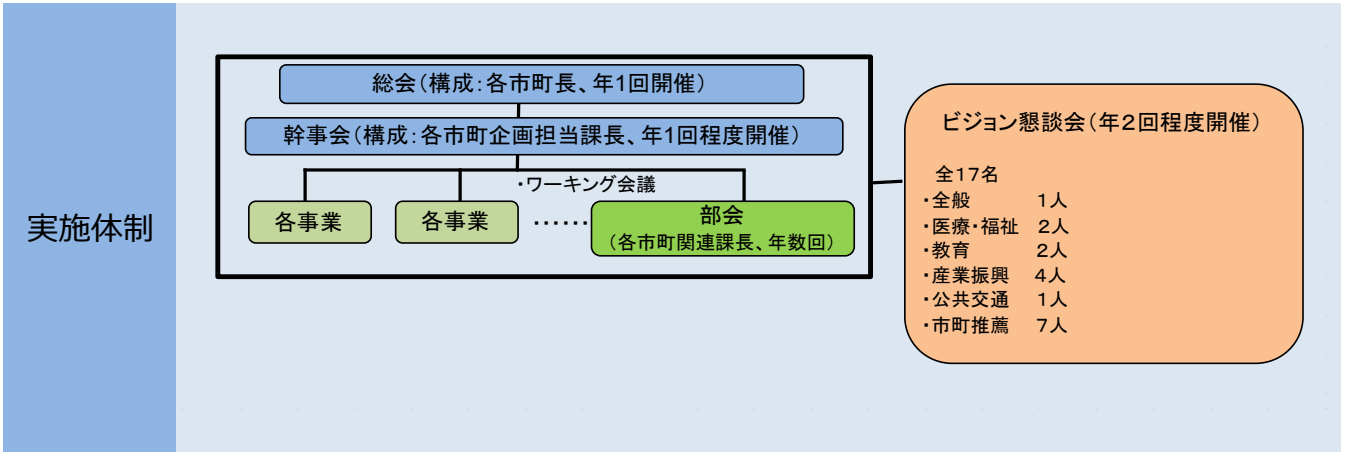 実施体制
総会(構成:各市町長、年1回開催)
幹事会(構成:各市町企画担当課長、年1回程度開催)
・ワーキング会議
各事業
各事業
……
部会
(各市町関連課長、年数回)
ビジョン懇談会(年2回程度開催)
全17名
・全般 1人
・医療・福祉 2人
・教育 2人
・産業振興 4人
・公共交通 1人
・市町推薦 7人